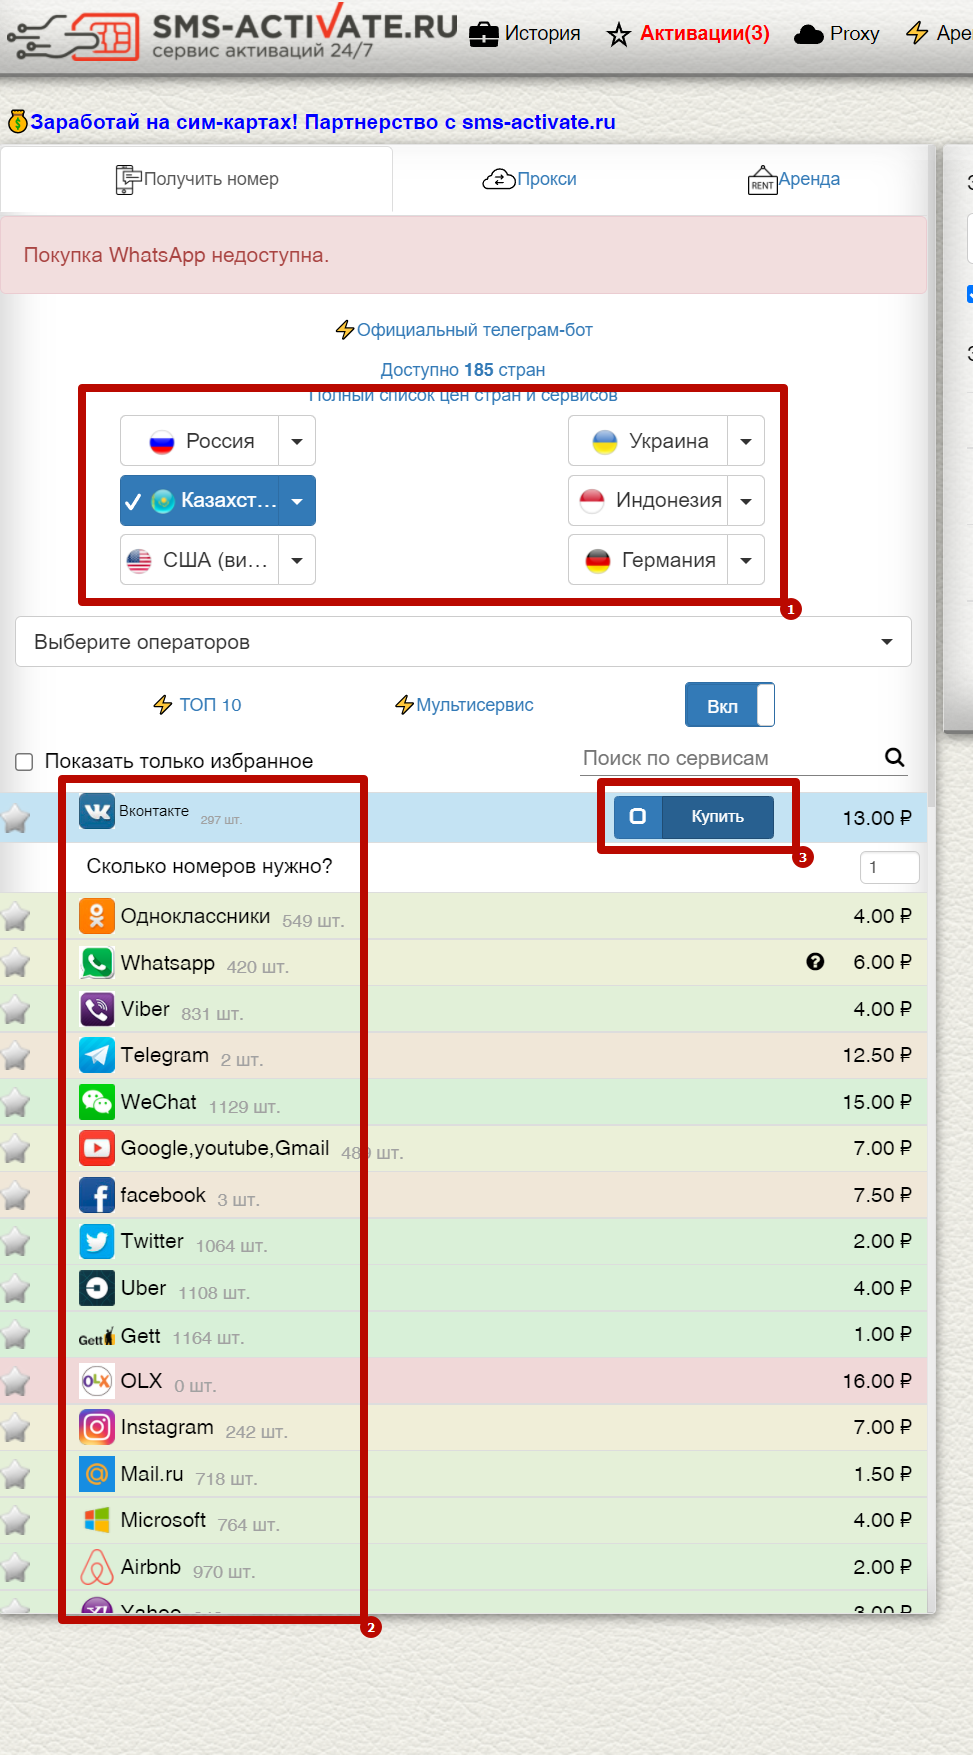 SMS-ACTIVATE.RU
сервис активаций 24/7
История
Активации(3)
Proxy
Аре
Заработай на сим-картах! Партнерство с sms-activate.ru
Получить номер
Прокси
RENT
Аренда
Покупка WhatsApp недоступна.
Официальный телеграм-бот
Доступно 185 стран
Полный список цен стран и сервисов
Россия
Украина
Казахст...
Индонезия
США (ви...
Германия
1
Выберите операторов
ТОП 10
Мультисервис
Вкл
Показать только избранное
Поиск по сервисам
Вконтакте 297 шт.
Купить
13.00 ₽
3
Сколько номеров нужно?
1
Одноклассники 549 шт. 4.00 ₽
Whatsapp 420 шт. ? 6.00 ₽
Viber 831 шт. 4.00 ₽
Telegram 2 шт. 12.50 ₽
WeChat 1129 шт. 15.00 ₽
Google,youtube,Gmail 489 шт. 7.00 ₽
facebook 3 шт. 7.50 ₽
Twitter 1064 шт. 2.00 ₽
Uber 1108 шт. 4.00 ₽
Gett Gett 1164 шт. 1.00 ₽
OLX OLX 0 шт. 16.00 ₽
Instagram 242 шт. 7.00 ₽
Mail.ru 718 шт. 1.50 ₽
Microsoft 764 шт. 4.00 ₽
Airbnb 970 шт. 2.00 ₽
Yahoo 3.00 ₽
2